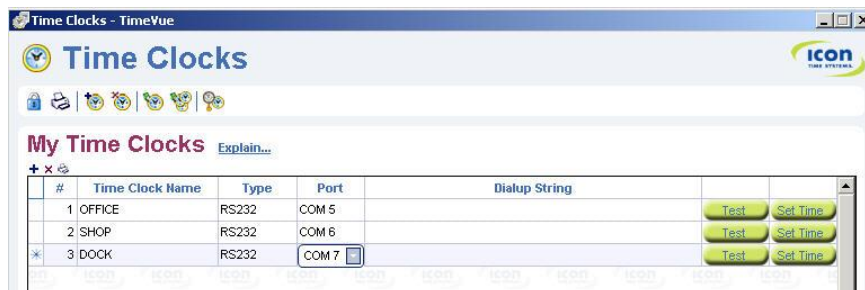 Time Clocks - TimeVue
Time Clocks
icon
TIME SYSTEMS
My Time Clocks Explain...
# Time Clock Name Type Port Dialup String
1 OFFICE RS232 COM 5 Test Set Time
2 SHOP RS232 COM 6 Test Set Time
3 DOCK RS232 COM 7 Test Set Time